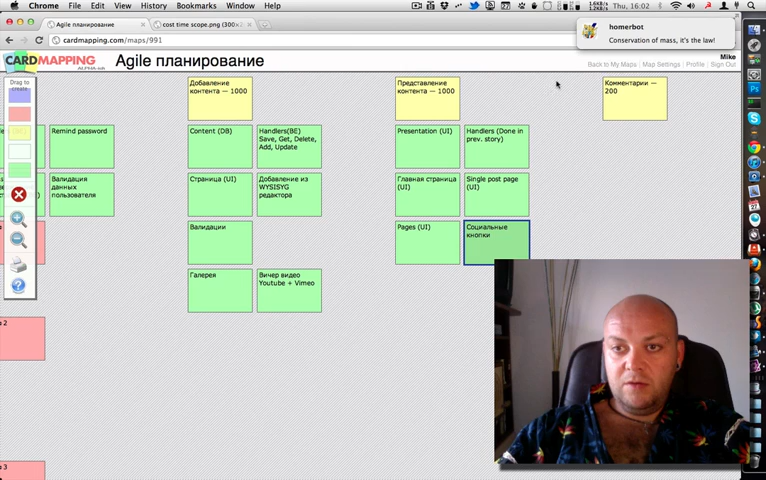 Chrome File Edit View History Bookmarks Window Help
Thu, 16:02
Agile планирование
cost time scope.png (300×2
cardmapping.com/maps/991
homerbot
Conservation of mass, it's the law!
CARDMAPPING
Agile планирование
Mike
Back to My Maps | Map Settings | Profile | Sign Out
Drag to
create
Добавление
контента — 1000
Представление
контента — 1000
Комментарии —
200
Remind password
Content (DB)
Handlers(BE)
Save, Get, Delete,
Add, Update
Presentation (UI)
Handlers (Done in
prev. story)
Валидация
данных
пользователя
Страница (UI)
Добавление из
WYSISYG
редактора
Главная страница
(UI)
Single post page
(UI)
Валидации
Pages (UI)
Социальные
кнопки
Галерея
Вичер видео
Youtube + Vimeo
2
3